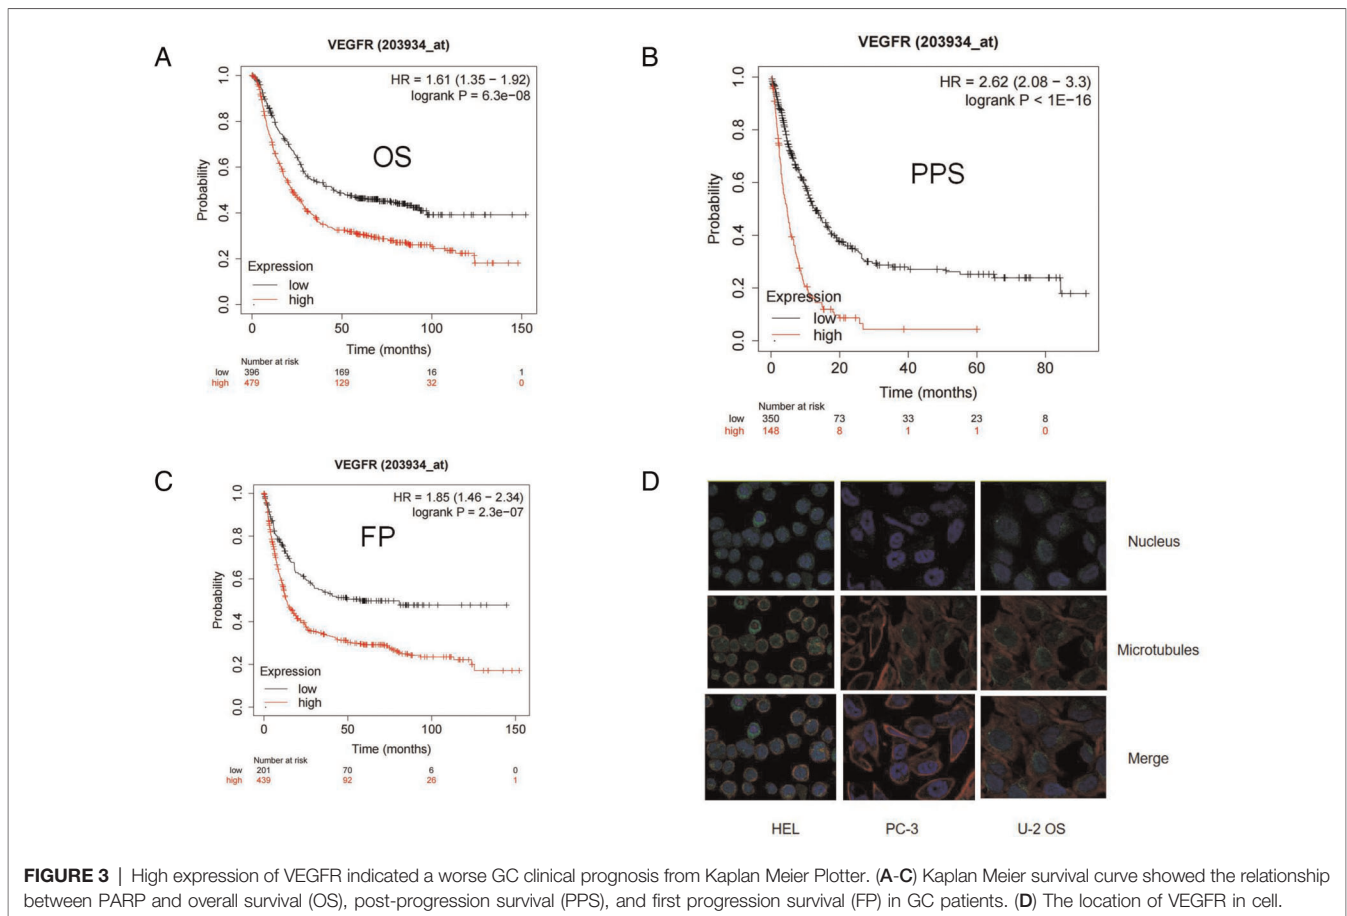 A
VEGFR (203934_at)
HR = 1.61 (1.35 − 1.92)
logrank P = 6.3e−08
OS
Probability
1.0
0.8
0.6
0.4
0.2
0.0
Expression
low
high
0 50 100 150
Time (months)
Number at risk
low 396 169 16 1
high 479 129 32 0
B
VEGFR (203934_at)
HR = 2.62 (2.08 − 3.3)
logrank P < 1E−16
PPS
Probability
1.0
0.8
0.6
0.4
0.2
0.0
Expression
low
high
0 20 40 60 80
Time (months)
Number at risk
low 350 73 33 23 8
high 148 8 1 1 0
C
VEGFR (203934_at)
HR = 1.85 (1.46 − 2.34)
logrank P = 2.3e−07
FP
Probability
1.0
0.8
0.6
0.4
0.2
0.0
Expression
low
high
0 50 100 150
Time (months)
Number at risk
low 201 70 6 0
high 439 92 26 1
D
Nucleus
Microtubules
Merge
HEL PC-3 U-2 OS
FIGURE 3 | High expression of VEGFR indicated a worse GC clinical prognosis from Kaplan Meier Plotter. (A-C) Kaplan Meier survival curve showed the relationship
between PARP and overall survival (OS), post-progression survival (PPS), and first progression survival (FP) in GC patients. (D) The location of VEGFR in cell.